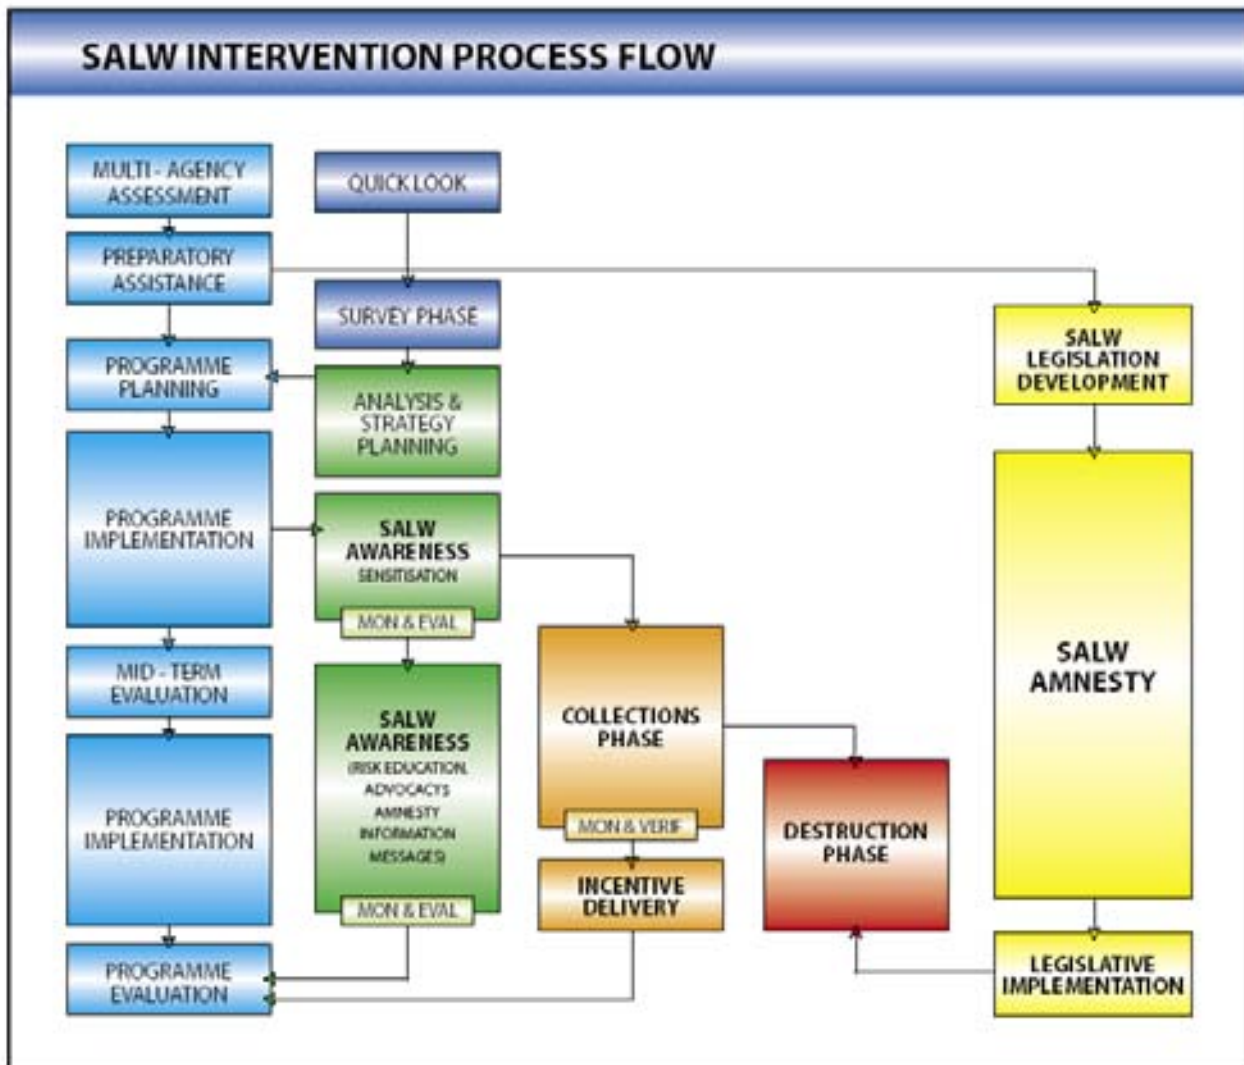 SALW INTERVENTION PROCESS FLOW
MULTI - AGENCY
ASSESSMENT
QUICK LOOK
PREPARATORY
ASSISTANCE
SURVEY PHASE
SALW
LEGISLATION
DEVELOPMENT
PROGRAMME
PLANNING
ANALYSIS &
STRATEGY
PLANNING
PROGRAMME
IMPLEMENTATION
SALW
AWARENESS
SENSITISATION
MON & EVAL
MID - TERM
EVALUATION
SALW
AWARENESS
(RISK EDUCATION,
ADVOCACYS
AMNESTY
INFORMATION
MESSAGES)
MON & EVAL
COLLECTIONS
PHASE
MON & VERIF
SALW
AMNESTY
PROGRAMME
IMPLEMENTATION
DESTRUCTION
PHASE
INCENTIVE
DELIVERY
PROGRAMME
EVALUATION
LEGISLATIVE
IMPLEMENTATION